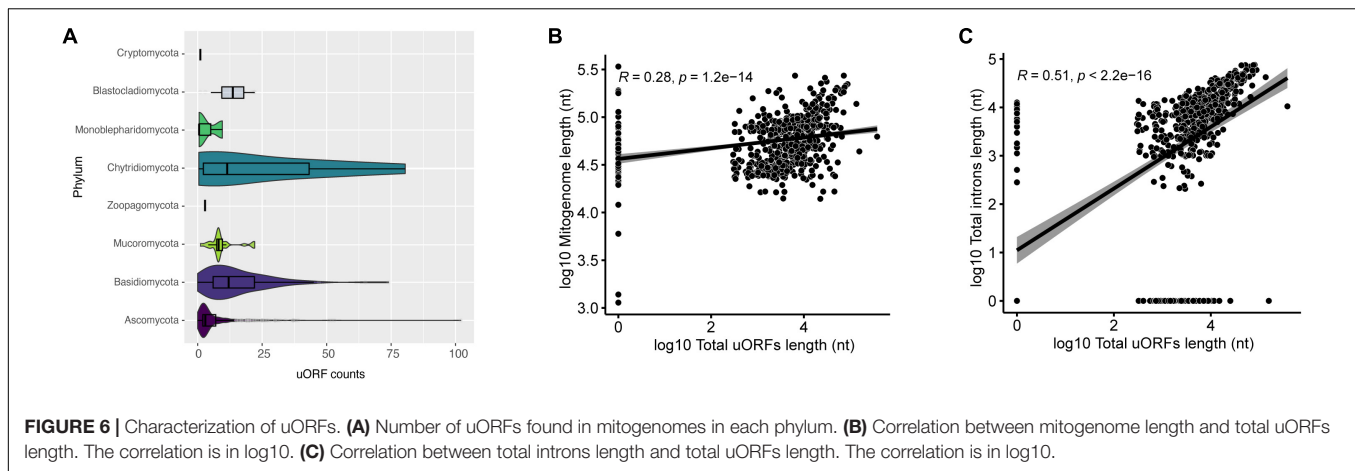 A
Phylum
Cryptomycota
Blastocladiomycota
Monoblepharidomycota
Chytridiomycota
Zoopagomycota
Mucoromycota
Basidiomycota
Ascomycota
0 25 50 75 100
uORF counts
B
R = 0.28, p = 1.2e−14
log10 Mitogenome length (nt)
5.5
5.0
4.5
4.0
3.5
3.0
0 2 4
log10 Total uORFs length (nt)
C
R = 0.51, p < 2.2e−16
log10 Total introns length (nt)
5
4
3
2
1
0
0 2 4
log10 Total uORFs length (nt)
FIGURE 6 | Characterization of uORFs. (A) Number of uORFs found in mitogenomes in each phylum. (B) Correlation between mitogenome length and total uORFs
length. The correlation is in log10. (C) Correlation between total introns length and total uORFs length. The correlation is in log10.